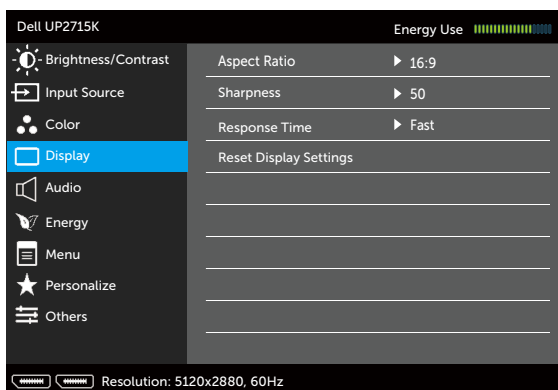 Dell UP2715K
Energy Use
Brightness/Contrast
Input Source
Color
Display
Audio
Energy
Menu
Personalize
Others
Aspect Ratio 16:9
Sharpness 50
Response Time Fast
Reset Display Settings
Resolution: 5120x2880, 60Hz